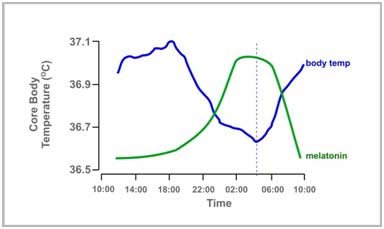 37.1
36.9
36.7
36.5
Core Body
Temperature (ºC)
body temp
melatonin
10:00 14:00 18:00 22:00 02:00 06:00 10:00
Time